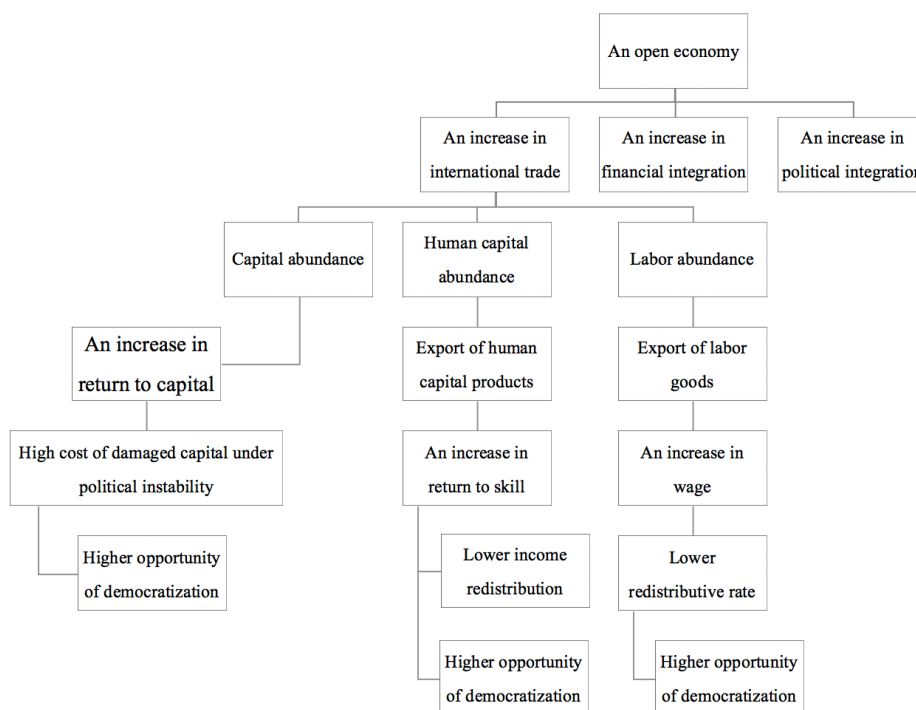 An open economy
An increase in
international trade
An increase in
financial integration
An increase in
political integration
Capital abundance
Human capital
abundance
Labor abundance
An increase in
return to capital
Export of human
capital products
Export of labor
goods
High cost of damaged capital under
political instability
An increase in
return to skill
An increase in
wage
Higher opportunity
of democratization
Lower income
redistribution
Lower
redistributive rate
Higher opportunity
of democratization
Higher opportunity
of democratization